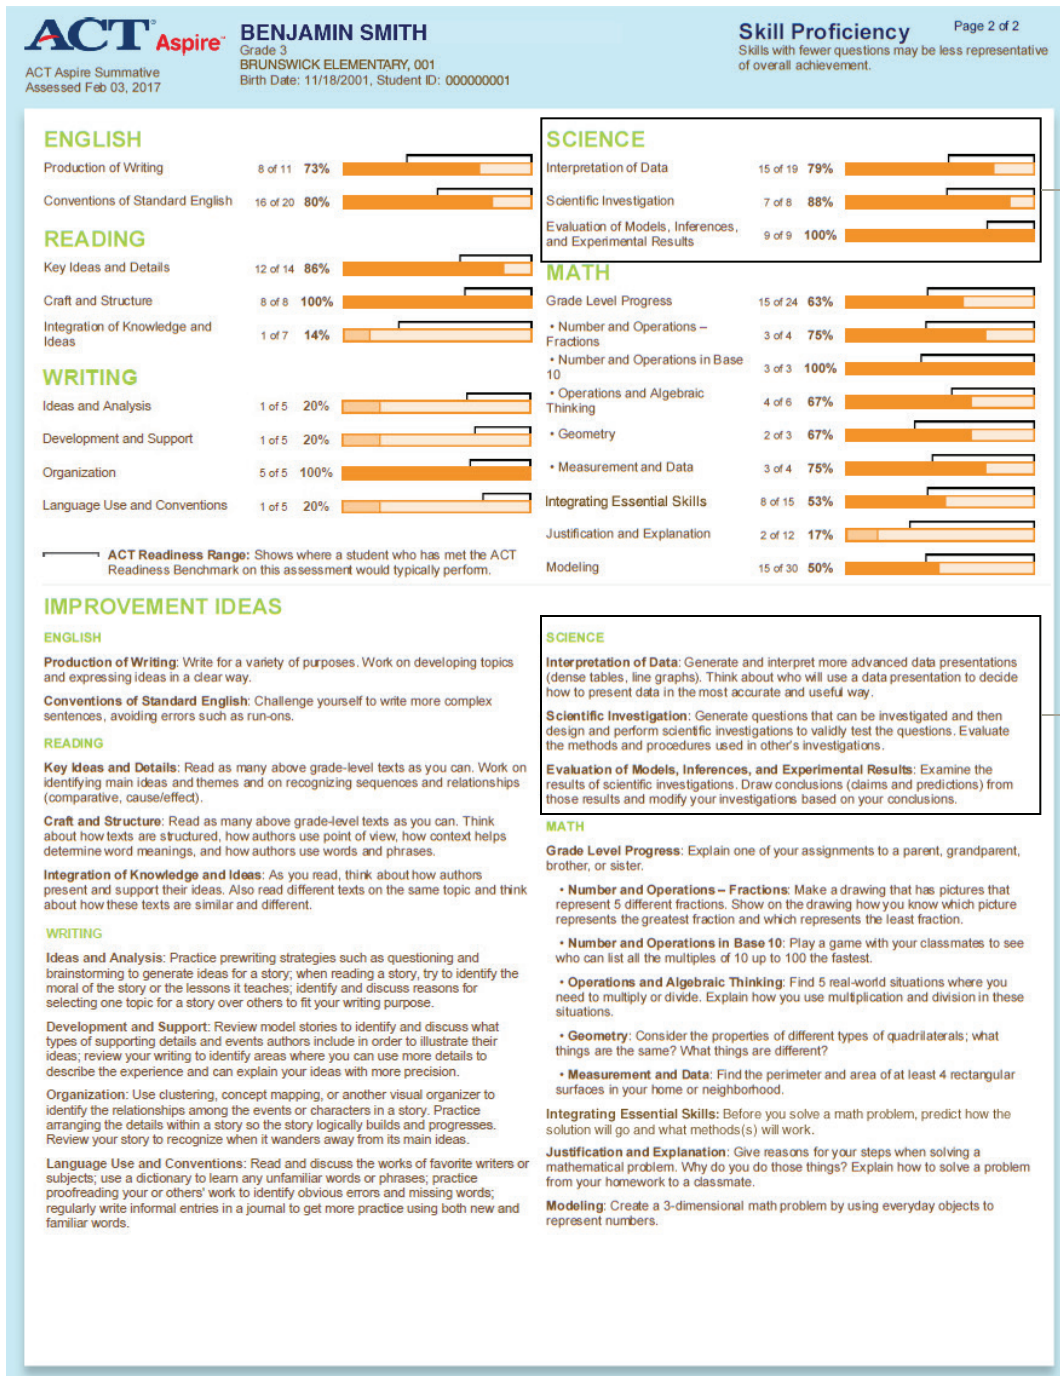 ACT Aspire™
ACT Aspire Summative
Assessed Feb 03, 2017
BENJAMIN SMITH
Grade 3
BRUNSWICK ELEMENTARY, 001
Birth Date: 11/18/2001, Student ID: 000000001
Skill Proficiency Page 2 of 2
Skills with fewer questions may be less representative
of overall achievement.
ENGLISH
Production of Writing 8 of 11 73%
Conventions of Standard English 16 of 20 80%
READING
Key Ideas and Details 12 of 14 86%
Craft and Structure 8 of 8 100%
Integration of Knowledge and
Ideas 1 of 7 14%
WRITING
Ideas and Analysis 1 of 5 20%
Development and Support 1 of 5 20%
Organization 5 of 5 100%
Language Use and Conventions 1 of 5 20%
ACT Readiness Range: Shows where a student who has met the ACT
Readiness Benchmark on this assessment would typically perform.
SCIENCE
Interpretation of Data 15 of 19 79%
Scientific Investigation 7 of 8 88%
Evaluation of Models, Inferences,
and Experimental Results 9 of 9 100%
MATH
Grade Level Progress 15 of 24 63%
• Number and Operations –
Fractions 3 of 4 75%
• Number and Operations in Base
10 3 of 3 100%
• Operations and Algebraic
Thinking 4 of 6 67%
• Geometry 2 of 3 67%
• Measurement and Data 3 of 4 75%
Integrating Essential Skills 8 of 15 53%
Justification and Explanation 2 of 12 17%
Modeling 15 of 30 50%
IMPROVEMENT IDEAS
ENGLISH
Production of Writing: Write for a variety of purposes. Work on developing topics
and expressing ideas in a clear way.
Conventions of Standard English: Challenge yourself to write more complex
sentences, avoiding errors such as run-ons.
READING
Key Ideas and Details: Read as many above grade-level texts as you can. Work on
identifying main ideas and themes and on recognizing sequences and relationships
(comparative, cause/effect).
Craft and Structure: Read as many above grade-level texts as you can. Think
about how texts are structured, how authors use point of view, how context helps
determine word meanings, and how authors use words and phrases.
Integration of Knowledge and Ideas: As you read, think about how authors
present and support their ideas. Also read different texts on the same topic and think
about how these texts are similar and different.
WRITING
Ideas and Analysis: Practice prewriting strategies such as questioning and
brainstorming to generate ideas for a story; when reading a story, try to identify the
moral of the story or the lessons it teaches; identify and discuss reasons for
selecting one topic for a story over others to fit your writing purpose.
Development and Support: Review model stories to identify and discuss what
types of supporting details and events authors include in order to illustrate their
ideas; review your writing to identify areas where you can use more details to
describe the experience and can explain your ideas with more precision.
Organization: Use clustering, concept mapping, or another visual organizer to
identify the relationships among the events or characters in a story. Practice
arranging the details within a story so the story logically builds and progresses.
Review your story to recognize when it wanders away from its main ideas.
Language Use and Conventions: Read and discuss the works of favorite writers or
subjects; use a dictionary to learn any unfamiliar words or phrases; practice
proofreading your or others' work to identify obvious errors and missing words;
regularly write informal entries in a journal to get more practice using both new and
familiar words.
SCIENCE
Interpretation of Data: Generate and interpret more advanced data presentations
(dense tables, line graphs). Think about who will use a data presentation to decide
how to present data in the most accurate and useful way.
Scientific Investigation: Generate questions that can be investigated and then
design and perform scientific investigations to validly test the questions. Evaluate
the methods and procedures used in other's investigations.
Evaluation of Models, Inferences, and Experimental Results: Examine the
results of scientific investigations. Draw conclusions (claims and predictions) from
those results and modify your investigations based on your conclusions.
MATH
Grade Level Progress: Explain one of your assignments to a parent, grandparent,
brother, or sister.
• Number and Operations – Fractions: Make a drawing that has pictures that
represent 5 different fractions. Show on the drawing how you know which picture
represents the greatest fraction and which represents the least fraction.
• Number and Operations in Base 10: Play a game with your classmates to see
who can list all the multiples of 10 up to 100 the fastest.
• Operations and Algebraic Thinking: Find 5 real-world situations where you
need to multiply or divide. Explain how you use multiplication and division in these
situations.
• Geometry: Consider the properties of different types of quadrilaterals; what
things are the same? What things are different?
• Measurement and Data: Find the perimeter and area of at least 4 rectangular
surfaces in your home or neighborhood.
Integrating Essential Skills: Before you solve a math problem, predict how the
solution will go and what methods(s) will work.
Justification and Explanation: Give reasons for your steps when solving a
mathematical problem. Why do you do those things? Explain how to solve a problem
from your homework to a classmate.
Modeling: Create a 3-dimensional math problem by using everyday objects to
represent numbers.